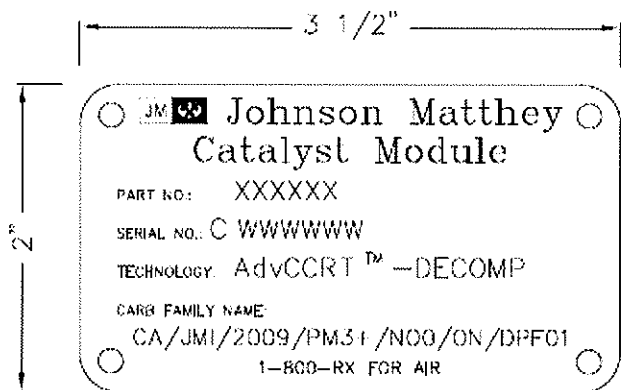 3 1/2"
2"
JM Johnson Matthey
Catalyst Module
PART NO.: XXXXXX
SERIAL NO.: C WWWWWW
TECHNOLOGY: AdvCCRT™-DECOMP
CARB FAMILY NAME:
CA/JMI/2009/PM3+/N00/ON/DPF01
1-800-RX FOR AIR